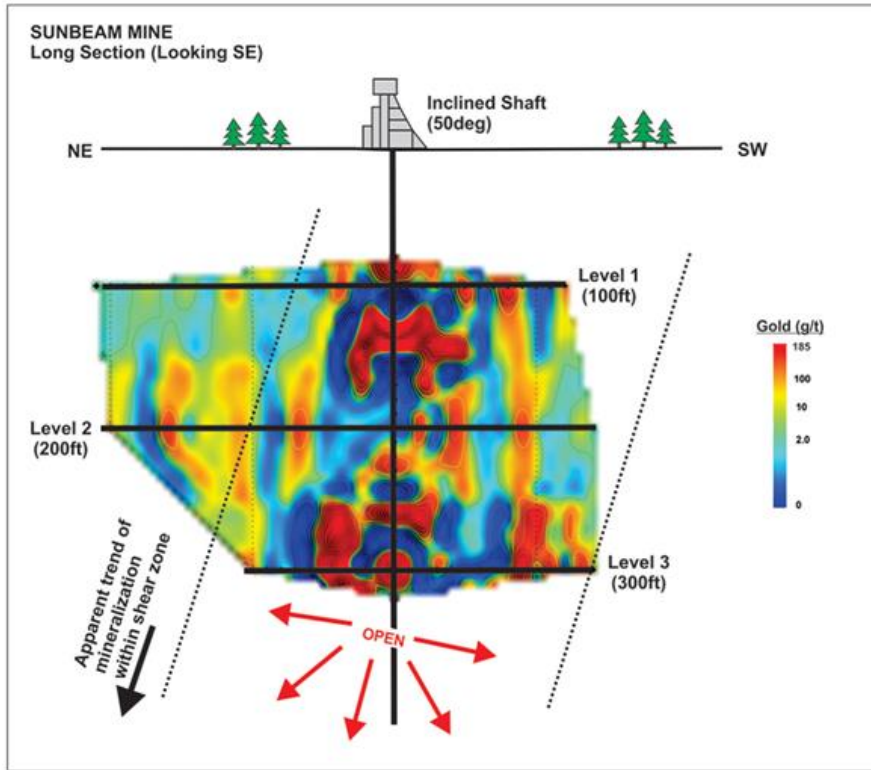 SUNBEAM MINE
Long Section (Looking SE)
Inclined Shaft
(50deg)
NE
SW
Level 1
(100ft)
Gold (g/t)
185
100
10
2.0
0
Level 2
(200ft)
Level 3
(300ft)
Apparent trend of
mineralization
within shear zone
OPEN